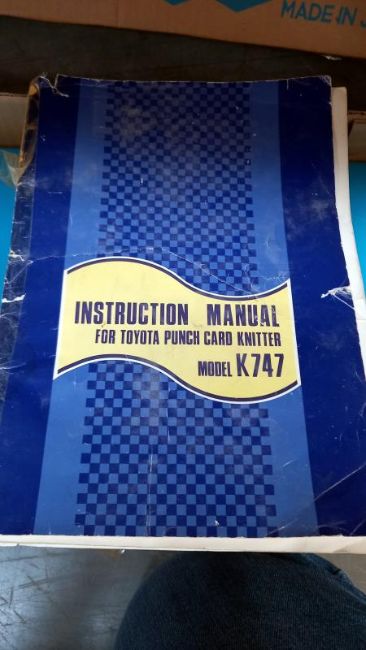 MADE IN J
INSTRUCTION MANUAL
FOR TOYOTA PUNCH CARD KNITTER
MODEL K747